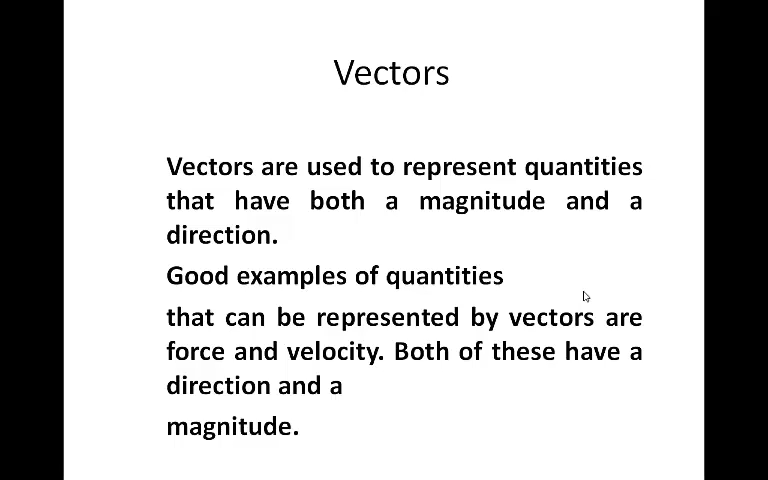 Vectors
Vectors are used to represent quantities
that have both a magnitude and a
direction.
Good examples of quantities
that can be represented by vectors are
force and velocity. Both of these have a
direction and a
magnitude.